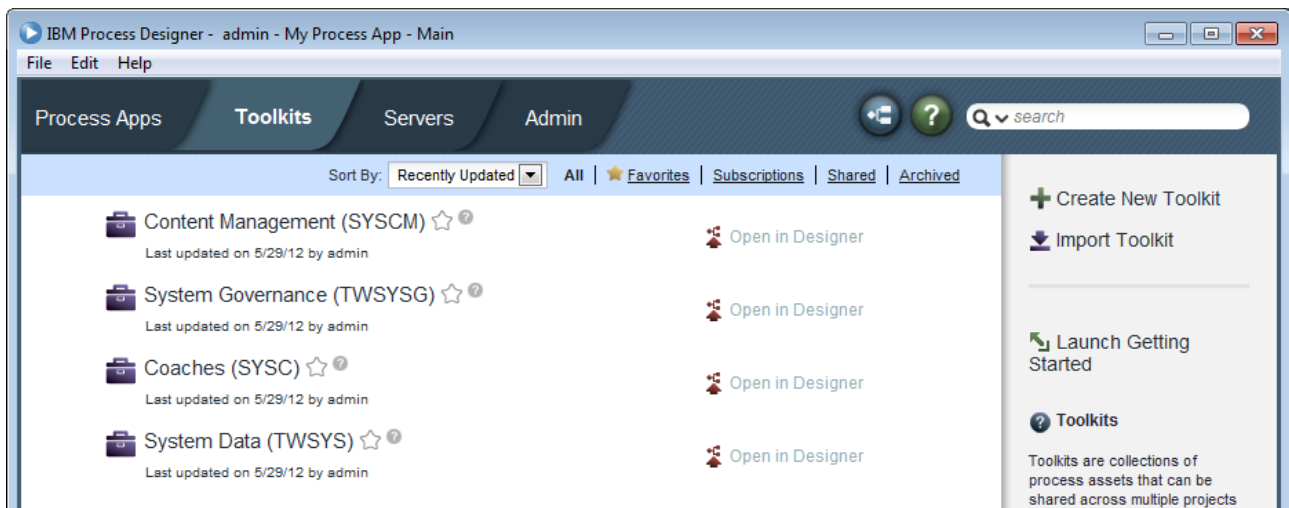 IBM Process Designer - admin - My Process App - Main
File Edit Help
Process Apps Toolkits Servers Admin ? search
Sort By: Recently Updated All | Favorites | Subscriptions | Shared | Archived
Content Management (SYSCM) ?
Last updated on 5/29/12 by admin
Open in Designer
System Governance (TWSYSG) ?
Last updated on 5/29/12 by admin
Open in Designer
Coaches (SYSC) ?
Last updated on 5/29/12 by admin
Open in Designer
System Data (TWSYS) ?
Last updated on 5/29/12 by admin
Open in Designer
Create New Toolkit
Import Toolkit
Launch Getting
Started
? Toolkits
Toolkits are collections of
process assets that can be
shared across multiple projects